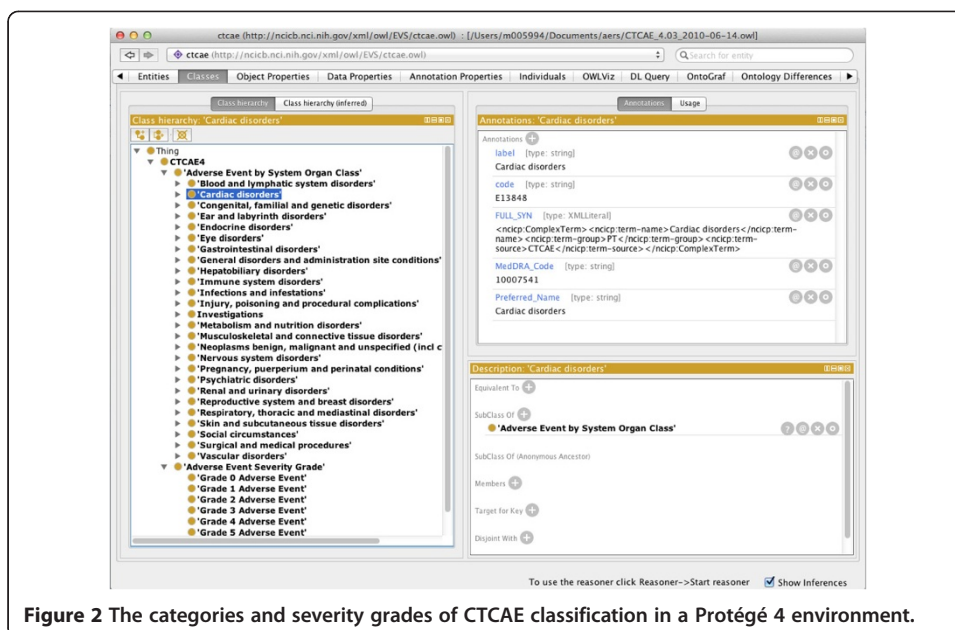 ctcae (http://ncicb.nci.nih.gov/xml/owl/EVS/ctcae.owl) : [/Users/m005994/Documents/aers/CTCAE_4.03_2010-06-14.owl]
ctcae (http://ncicb.nci.nih.gov/xml/owl/EVS/ctcae.owl)
Search for entity
Entities Classes Object Properties Data Properties Annotation Properties Individuals OWLViz DL Query OntoGraf Ontology Differences
Class hierarchy Class hierarchy (inferred)
Class hierarchy: 'Cardiac disorders'
Thing
CTCAE4
'Adverse Event by System Organ Class'
'Blood and lymphatic system disorders'
'Cardiac disorders'
'Congenital, familial and genetic disorders'
'Ear and labyrinth disorders'
'Endocrine disorders'
'Eye disorders'
'Gastrointestinal disorders'
'General disorders and administration site conditions'
'Hepatobiliary disorders'
'Immune system disorders'
'Infections and infestations'
'Injury, poisoning and procedural complications'
Investigations
'Metabolism and nutrition disorders'
'Musculoskeletal and connective tissue disorders'
'Neoplasms benign, malignant and unspecified (incl c
'Nervous system disorders'
'Pregnancy, puerperium and perinatal conditions'
'Psychiatric disorders'
'Renal and urinary disorders'
'Reproductive system and breast disorders'
'Respiratory, thoracic and mediastinal disorders'
'Skin and subcutaneous tissue disorders'
'Social circumstances'
'Surgical and medical procedures'
'Vascular disorders'
'Adverse Event Severity Grade'
'Grade 0 Adverse Event'
'Grade 1 Adverse Event'
'Grade 2 Adverse Event'
'Grade 3 Adverse Event'
'Grade 4 Adverse Event'
'Grade 5 Adverse Event'
Annotations Usage
Annotations: 'Cardiac disorders'
Annotations
label [type: string]
Cardiac disorders
code [type: string]
E13848
FULL_SYN [type: XMLLiteral]
<ncicp:ComplexTerm><ncicp:term-name>Cardiac disorders</ncicp:term-
name><ncicp:term-group>PT</ncicp:term-group><ncicp:term-
source>CTCAE</ncicp:term-source></ncicp:ComplexTerm>
MedDRA_Code [type: string]
10007541
Preferred_Name [type: string]
Cardiac disorders
Description: 'Cardiac disorders'
Equivalent To
SubClass Of
'Adverse Event by System Organ Class'
SubClass Of (Anonymous Ancestor)
Members
Target for Key
Disjoint With
To use the reasoner click Reasoner->Start reasoner Show Inferences
Figure 2 The categories and severity grades of CTCAE classification in a Protégé 4 environment.